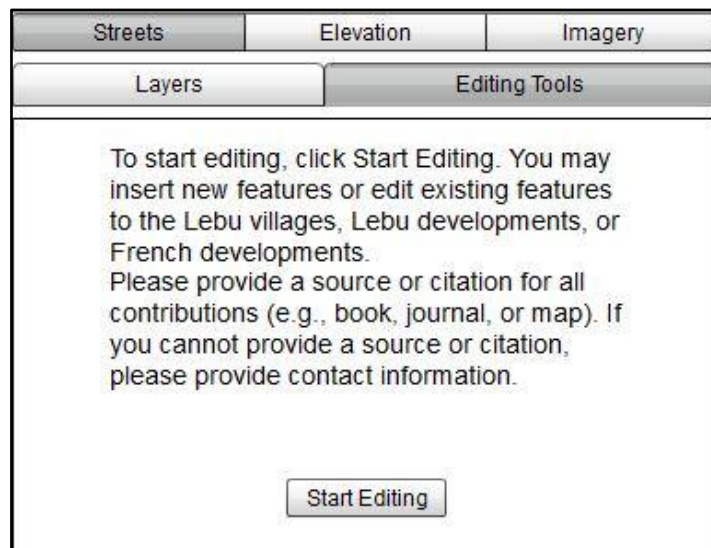 Streets Elevation Imagery
Layers Editing Tools
To start editing, click Start Editing. You may
insert new features or edit existing features
to the Lebu villages, Lebu developments, or
French developments.
Please provide a source or citation for all
contributions (e.g., book, journal, or map). If
you cannot provide a source or citation,
please provide contact information.
Start Editing